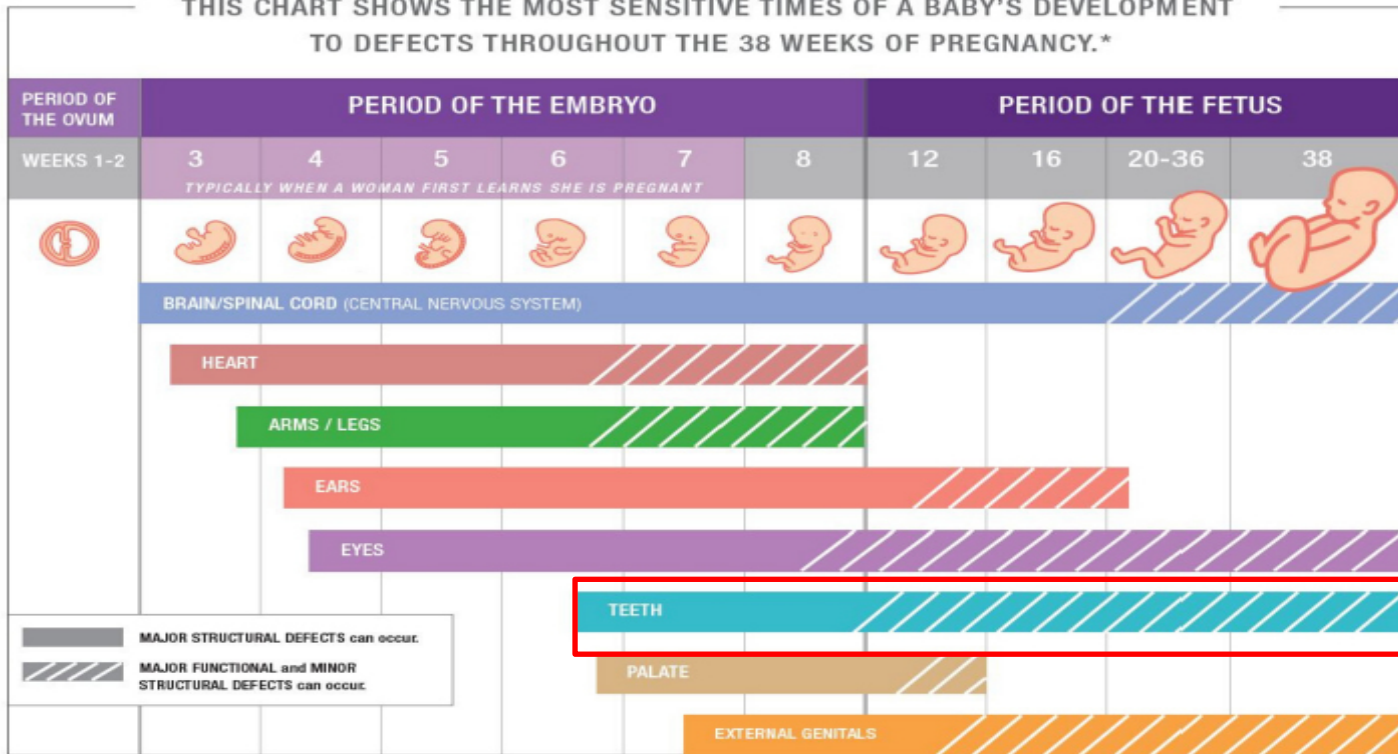 THIS CHART SHOWS THE MOST SENSITIVE TIMES OF A BABY'S DEVELOPMENT
TO DEFECTS THROUGHOUT THE 38 WEEKS OF PREGNANCY.*
PERIOD OF
THE OVUM
PERIOD OF THE EMBRYO
PERIOD OF THE FETUS
WEEKS 1-2
3
4
5
6
7
8
12
16
20-36
38
TYPICALLY WHEN A WOMAN FIRST LEARNS SHE IS PREGNANT
BRAIN/SPINAL CORD (CENTRAL NERVOUS SYSTEM)
HEART
ARMS / LEGS
EARS
EYES
TEETH
PALATE
EXTERNAL GENITALS
MAJOR STRUCTURAL DEFECTS can occur.
MAJOR FUNCTIONAL and MINOR
STRUCTURAL DEFECTS can occur.